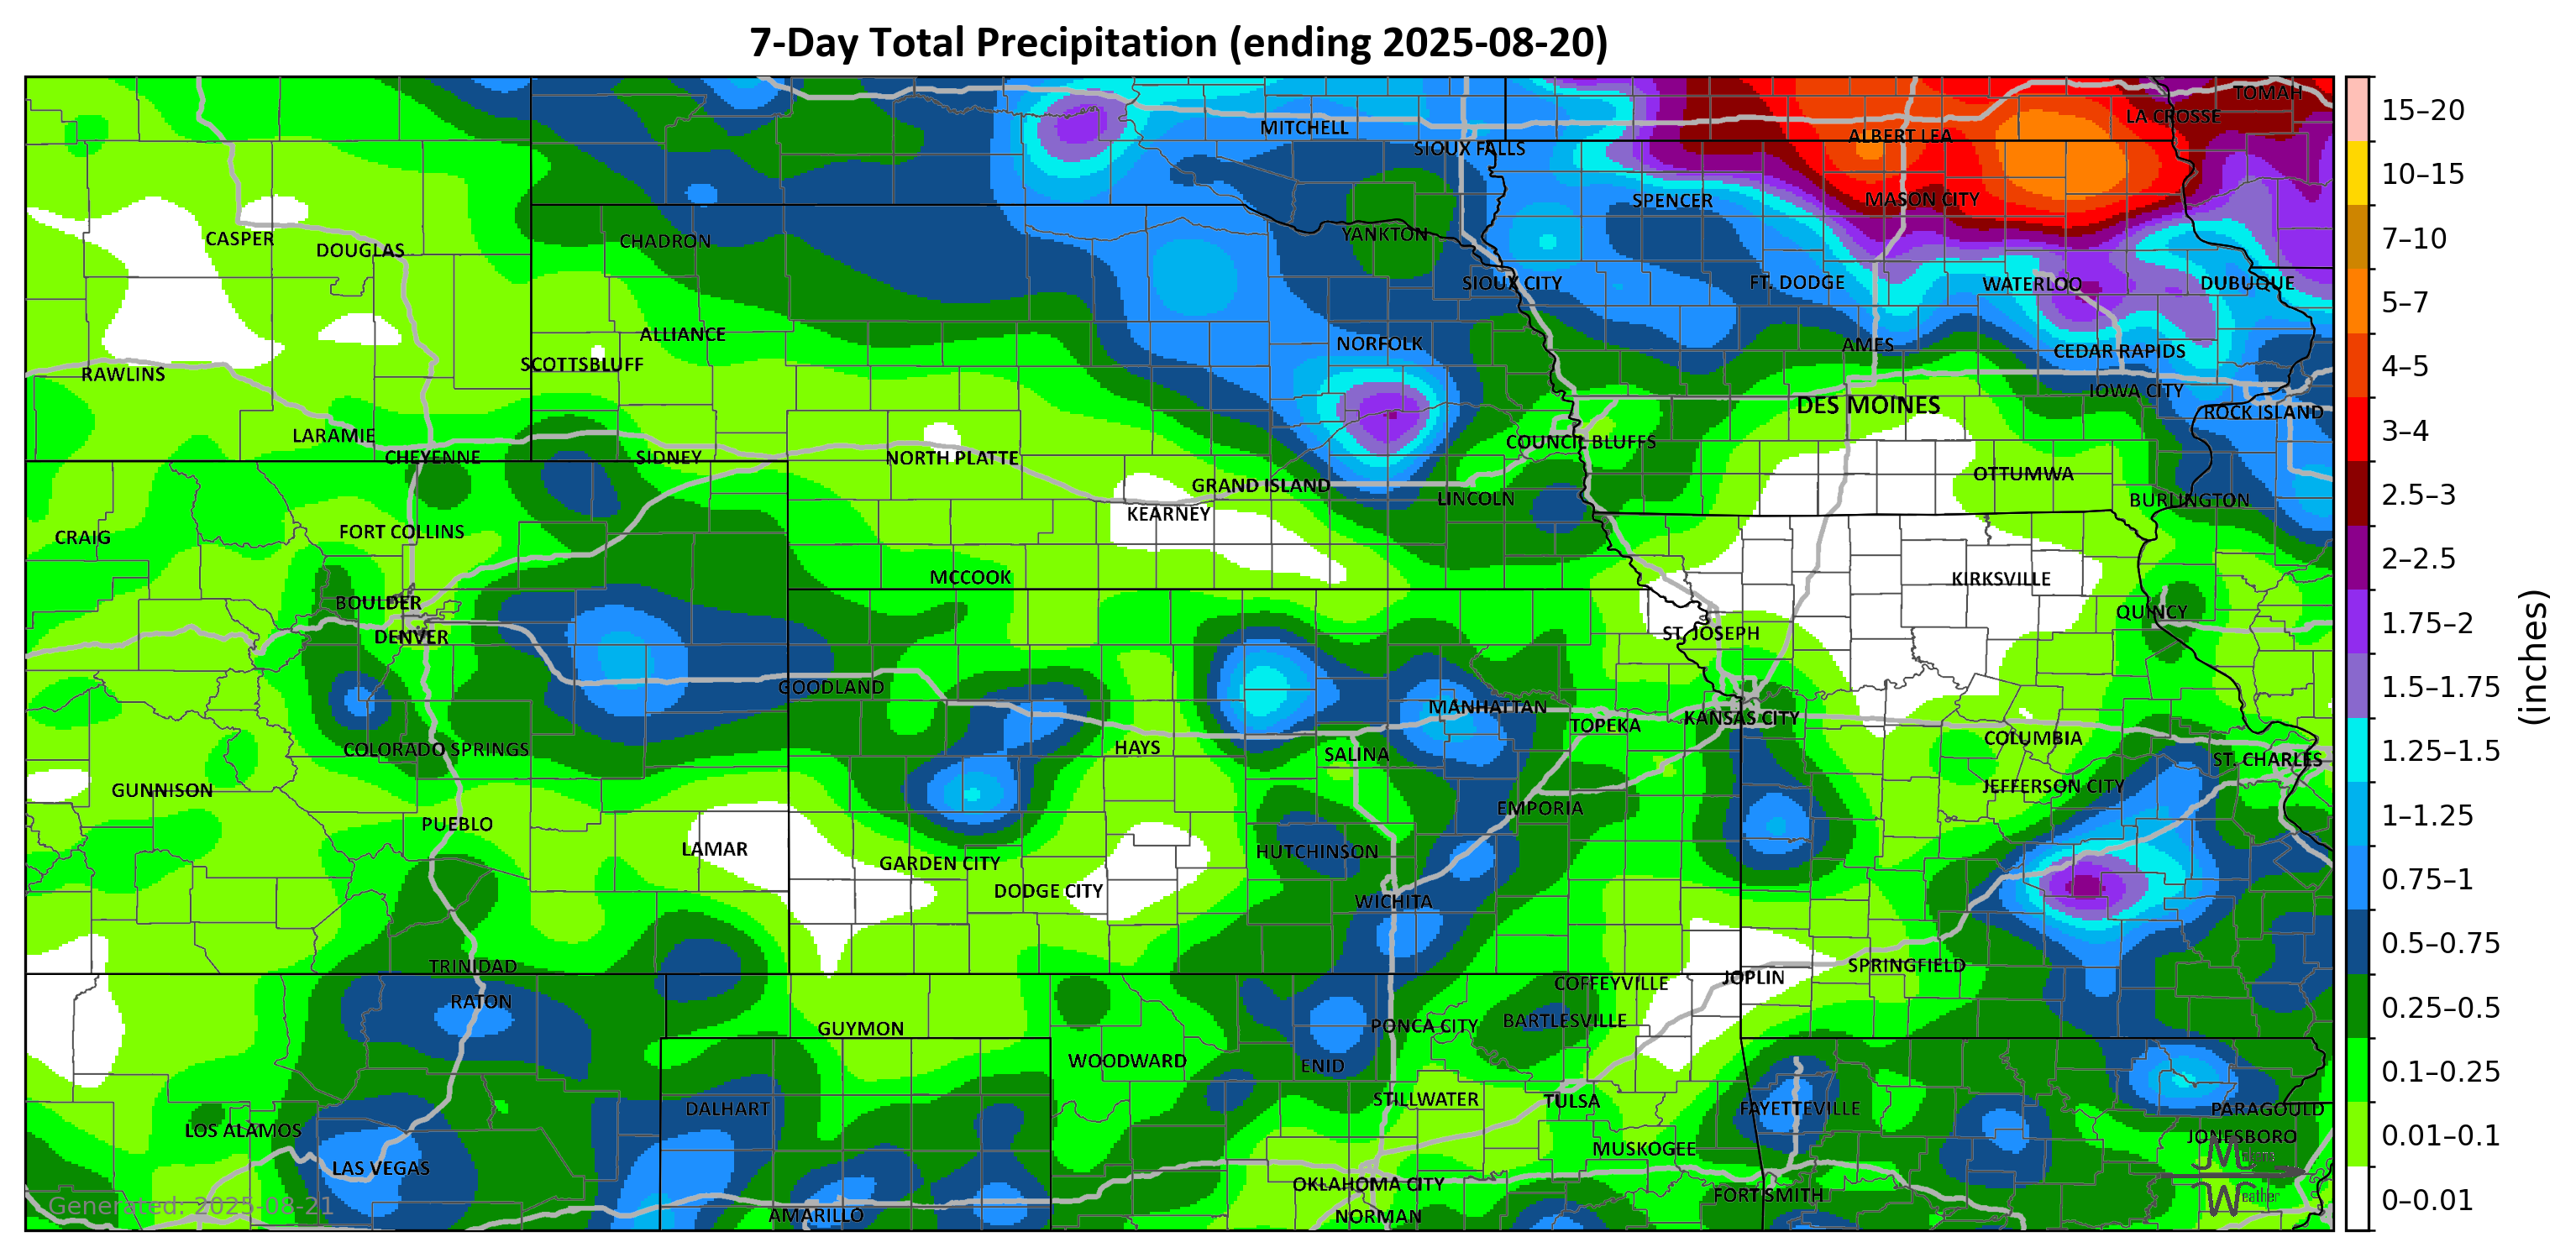 7-Day Total Precipitation (ending 2025-08-20)
TOMAH
LA CROSSE
MITCHELL
ALBERT LEA
SIOUX FALLS
SPENCER
MASON CITY
CASPER
DOUGLAS
CHADRON
YANKTON
SIOUX CITY
FT. DODGE
WATERLOO
DUBUQUE
ALLIANCE
SCOTTSBLUFF
NORFOLK
AMES
CEDAR RAPIDS
RAWLINS
IOWA CITY
DES MOINES
ROCK ISLAND
LARAMIE
COUNCIL BLUFFS
CHEYENNE
SIDNEY
NORTH PLATTE
OTTUMWA
GRAND ISLAND
LINCOLN
BURLINGTON
KEARNEY
CRAIG
FORT COLLINS
MCCOOK
KIRKSVILLE
BOULDER
QUINCY
DENVER
ST. JOSEPH
GOODLAND
MANHATTAN
TOPEKA
KANSAS CITY
COLORADO SPRINGS
HAYS
SALINA
COLUMBIA
ST. CHARLES
GUNNISON
JEFFERSON CITY
EMPORIA
PUEBLO
LAMAR
GARDEN CITY
HUTCHINSON
DODGE CITY
WICHITA
TRINIDAD
SPRINGFIELD
JOPLIN
COFFEYVILLE
RATON
GUYMON
PONCA CITY
BARTLESVILLE
WOODWARD
ENID
STILLWATER
TULSA
DALHART
FAYETTEVILLE
PARAGOULD
LOS ALAMOS
JONESBORO
MUSKOGEE
LAS VEGAS
OKLAHOMA CITY
FORT SMITH
AMARILLO
NORMAN
Generated: 2025-08-21
15–20
10–15
7–10
5–7
4–5
3–4
2.5–3
2–2.5
1.75–2
1.5–1.75
1.25–1.5
1–1.25
0.75–1
0.5–0.75
0.25–0.5
0.1–0.25
0.01–0.1
0–0.01
(inches)
Weather